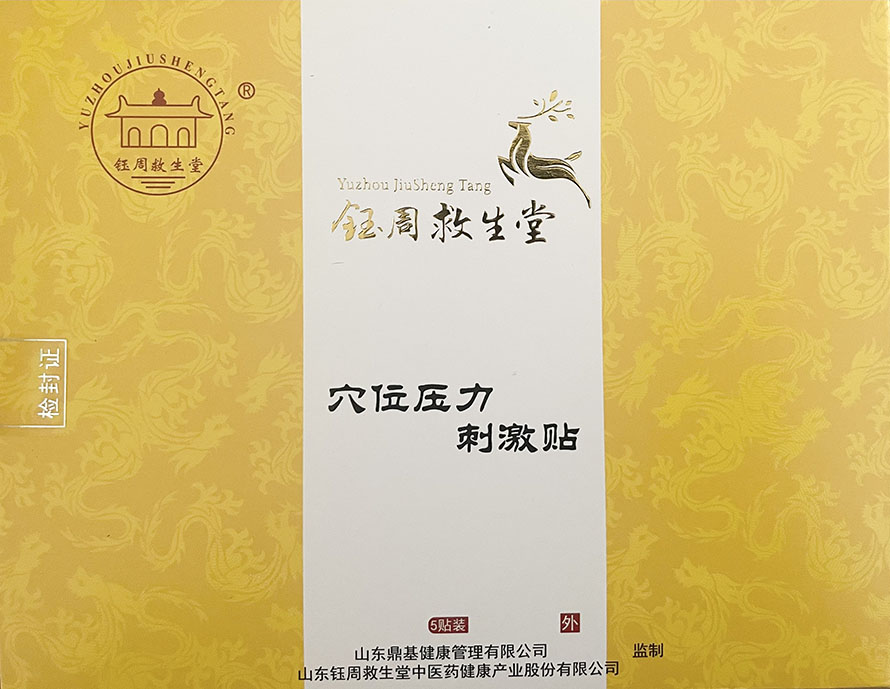 YUZHOUJIUSHENGTANG
®
钰周救生堂
Yuzhou JiuSheng Tang
钰周救生堂
检封证
穴位压力
刺激贴
5贴装
外
山东鼎基健康管理有限公司
山东钰周救生堂中医药健康产业股份有限公司
监制